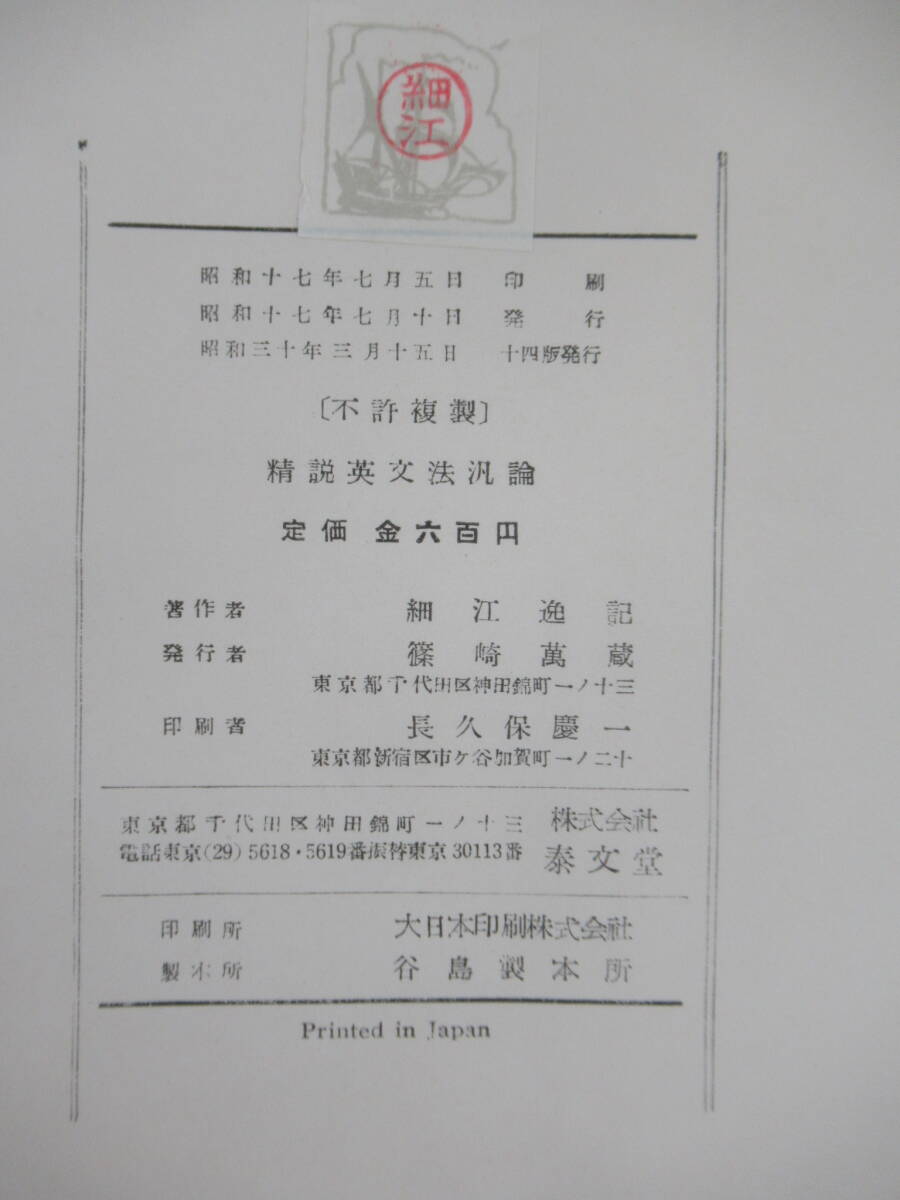 細
江
昭和十七年七月五日 印刷
昭和十七年七月十日 発行
昭和三十年三月十五日 十四版発行
〔不許複製〕
精説英文法汎論
定価 金六百円
著作者 細江逸記
発行者 篠崎萬蔵
東京都千代田区神田錦町一ノ十三
印刷者 長久保慶一
東京都新宿区市ケ谷加賀町一ノ二十
東京都千代田区神田錦町一ノ十三 株式会社
電話東京(29)5618・5619番振替東京30113番 泰文堂
印刷所 大日本印刷株式会社
製本所 谷島製本所
Printed in Japan